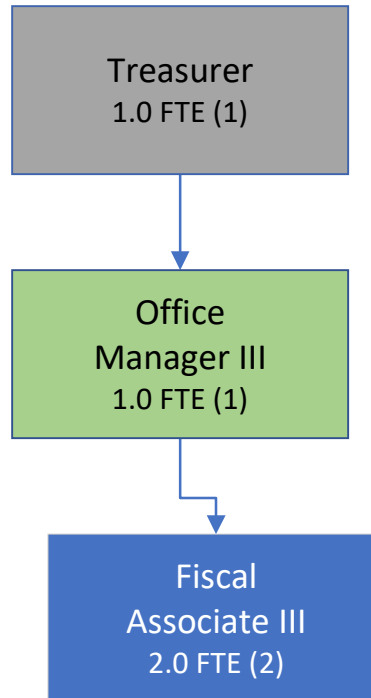 Treasurer
1.0 FTE (1)
Office
Manager III
1.0 FTE (1)
Fiscal
Associate III
2.0 FTE (2)